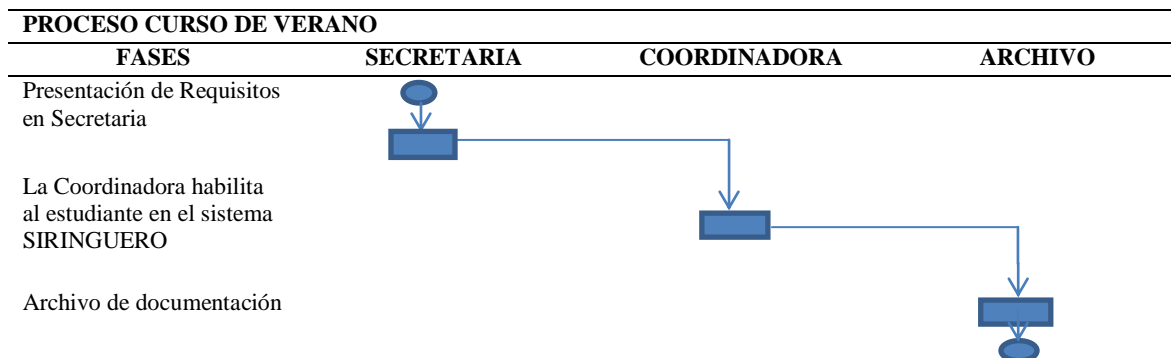 PROCESO CURSO DE VERANO
FASES SECRETARIA COORDINADORA ARCHIVO
Presentación de Requisitos
en Secretaria
La Coordinadora habilita
al estudiante en el sistema
SIRINGUERO
Archivo de documentación